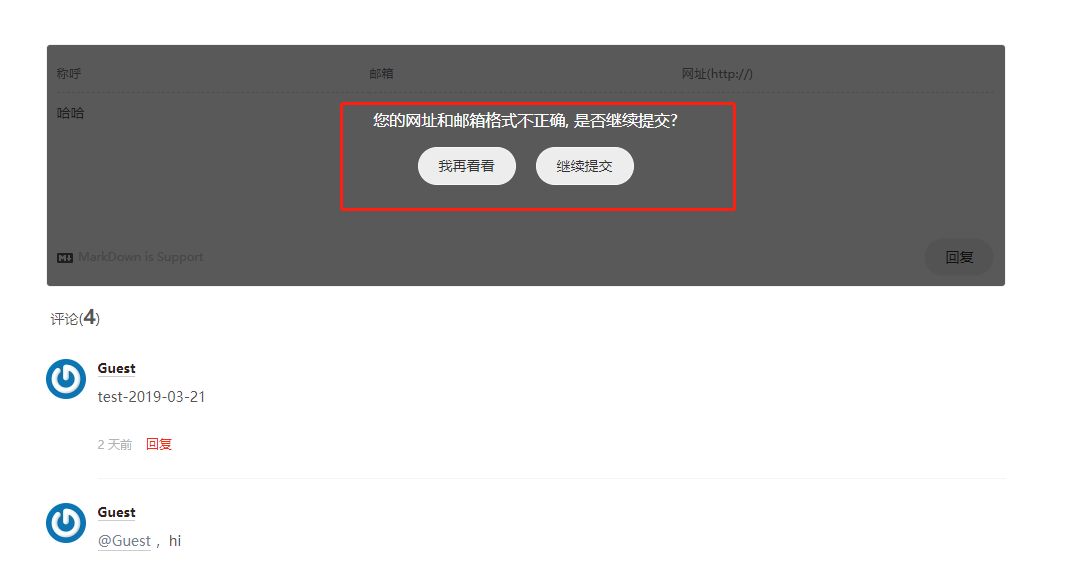 称呼 邮箱 网址(http://)
哈哈
您的网址和邮箱格式不正确, 是否继续提交?
我再看看 继续提交
M↓ MarkDown is Support 回复
评论(4)
Guest
test-2019-03-21
2 天前 回复
Guest
@Guest , hi